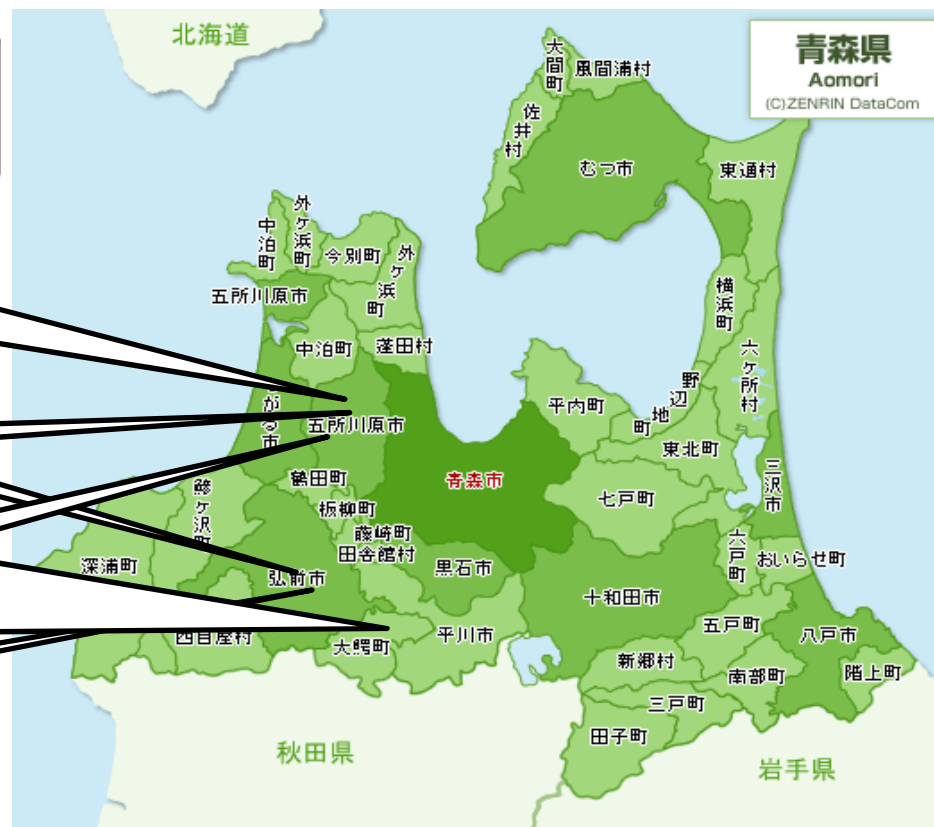 北海道
青森県
Aomori
(C)ZENRIN DataCom
大間町
風間浦村
佐井村
むつ市
東通村
外ヶ浜町
中泊町
今別町
外ヶ浜町
五所川原市
横浜町
中泊町
蓬田村
六ヶ所村
野辺地町
平内町
がる市
五所川原市
東北町
三沢市
青森市
鶴田町
七戸町
鰺ヶ沢町
板柳町
藤崎町
田舎館村
六戸町
おいらせ町
深浦町
弘前市
黒石市
十和田市
五戸町
八戸市
西目屋村
大鰐町
平川市
新郷村
南部町
階上町
三戸町
田子町
秋田県
岩手県